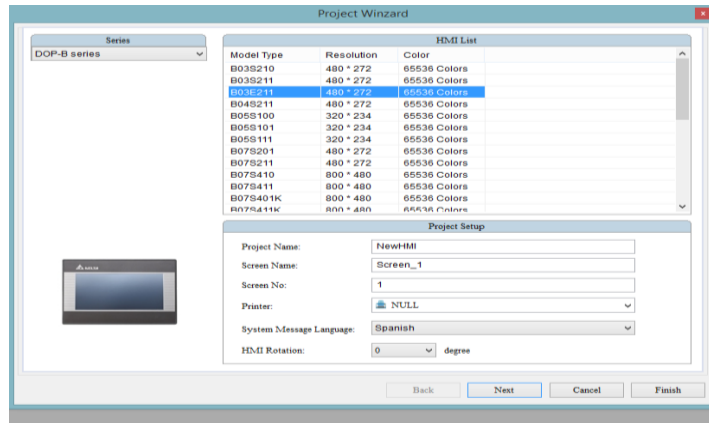 Project Winzard
Series
DOP-B series
HMI List
Model Type Resolution Color
B03S210 480 * 272 65536 Colors
B03S211 480 * 272 65536 Colors
B03E211 480 * 272 65536 Colors
B04S211 480 * 272 65536 Colors
B05S100 320 * 234 65536 Colors
B05S101 320 * 234 65536 Colors
B05S111 320 * 234 65536 Colors
B07S201 480 * 272 65536 Colors
B07S211 480 * 272 65536 Colors
B07S410 800 * 480 65536 Colors
B07S411 800 * 480 65536 Colors
B07S401K 800 * 480 65536 Colors
B07S411K 800 * 480 65536 Colors
Project Setup
Project Name: NewHMI
Screen Name: Screen_1
Screen No: 1
Printer: NULL
System Message Language: Spanish
HMI Rotation: 0 degree
Back Next Cancel Finish